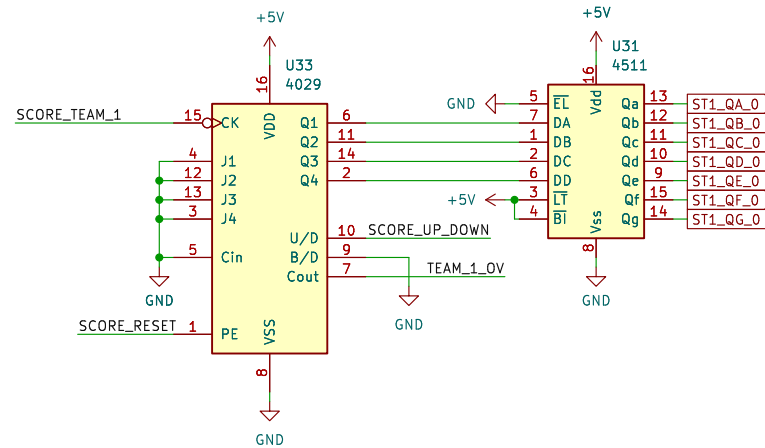 +5V
U33
4029
16
VDD
SCORE_TEAM_1
15
CK
4
J1
12
J2
13
J3
3
J4
5
Cin
GND
SCORE_RESET
1
PE
VSS
8
GND
Q1
6
Q2
11
Q3
14
Q4
2
U/D
10
SCORE_UP_DOWN
B/D
9
Cout
7
TEAM_1_OV
GND
+5V
U31
4511
16
Vdd
GND
5
EL
7
DA
1
DB
2
DC
6
DD
+5V
3
LT
4
BI
Vss
8
GND
Qa
13
ST1_QA_0
Qb
12
ST1_QB_0
Qc
11
ST1_QC_0
Qd
10
ST1_QD_0
Qe
9
ST1_QE_0
Qf
15
ST1_QF_0
Qg
14
ST1_QG_0